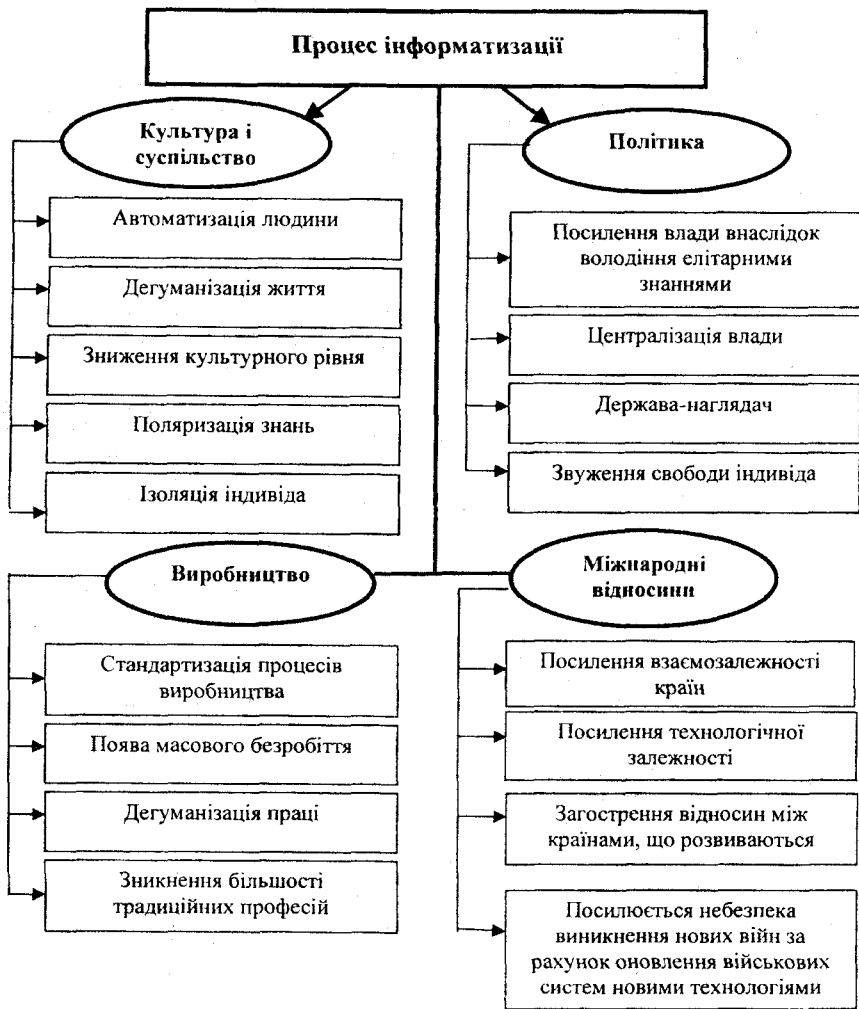 Процес інформатизації
Культура і
суспільство
Автоматизація людини
Дегуманізація життя
Зниження культурного рівня
Поляризація знань
Ізоляція індивіда
Політика
Посилення влади внаслідок
володіння елітарними
знаннями
Централізація влади
Держава-наглядач
Звуження свободи індивіда
Виробництво
Стандартизація процесів
виробництва
Поява масового безробіття
Дегуманізація праці
Зникнення більшості
традиційних професій
Міжнародні
відносини
Посилення взаємозалежності
країн
Посилення технологічної
залежності
Загострення відносин між
країнами, що розвиваються
Посилюється небезпека
виникнення нових війн за
рахунок оновлення військових
систем новими технологіями